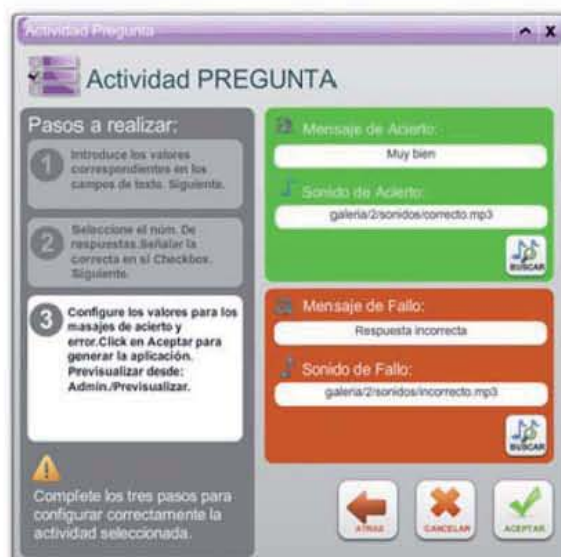 Actividad Pregunta
Actividad PREGUNTA
Pasos a realizar:
1
Introduce los valores
correspondientes en los
campos de texto. Siguiente.
2
Seleccione el núm. De
respuestas.Señalar la
correcta en sí Checkbox.
Siguiente.
3
Configure los valores para los
masajes de acierto y
error.Click en Aceptar para
generar la aplicación.
Previsualizar desde:
Admin./Previsualizar.
Complete los tres pasos para
configurar correctamente la
actividad seleccionada.
Mensaje de Acierto:
Muy bien
Sonido de Acierto:
galeria/2/sonidos/correcto.mp3
BUSCAR
Mensaje de Fallo:
Respuesta incorrecta
Sonido de Fallo:
galeria/2/sonidos/incorrecto.mp3
BUSCAR
ATRAS
CANCELAR
ACEPTAR